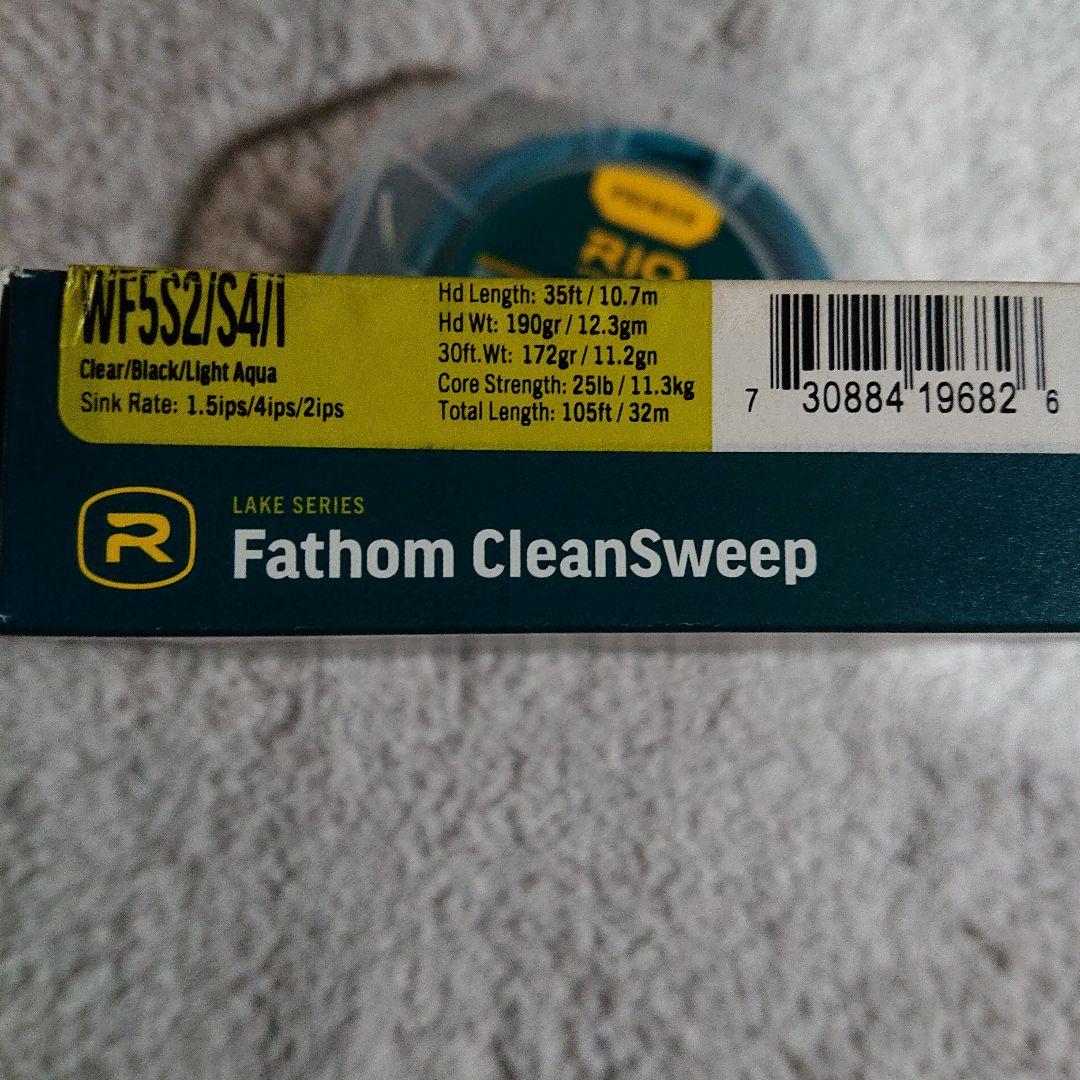 RIO
WF5S2/S4/I
Clear/Black/Light Aqua
Sink Rate: 1.5ips/4ips/2ips
Hd Length: 35ft / 10.7m
Hd Wt: 190gr / 12.3gm
30ft.Wt: 172gr / 11.2gn
Core Strength: 25lb / 11.3kg
Total Length: 105ft / 32m
7 30884 19682 6
R
LAKE SERIES
Fathom CleanSweep